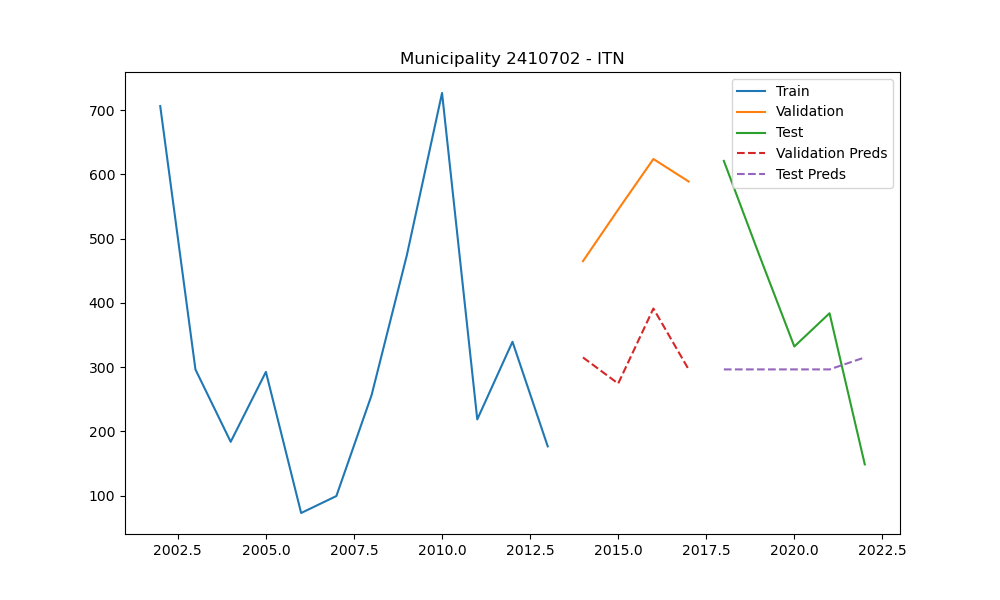 Municipality 2410702 - ITN
Train
Validation
Test
Validation Preds
Test Preds
700
600
500
400
300
200
100
2002.5 2005.0 2007.5 2010.0 2012.5 2015.0 2017.5 2020.0 2022.5